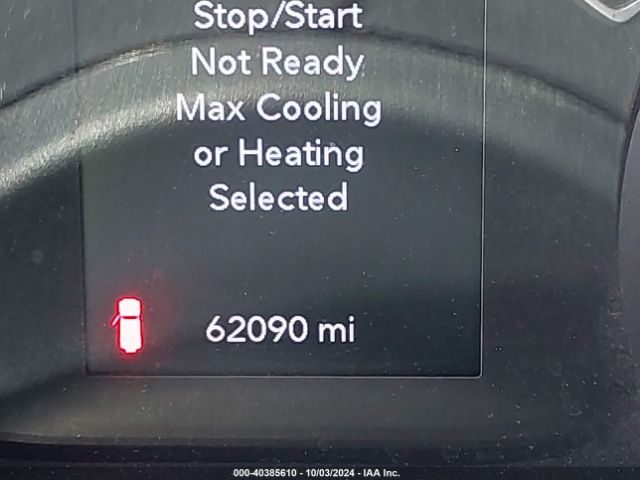 Stop/Start
Not Ready
Max Cooling
or Heating
Selected
62090 mi
000-40385610 - 10/03/2024 - IAA Inc.